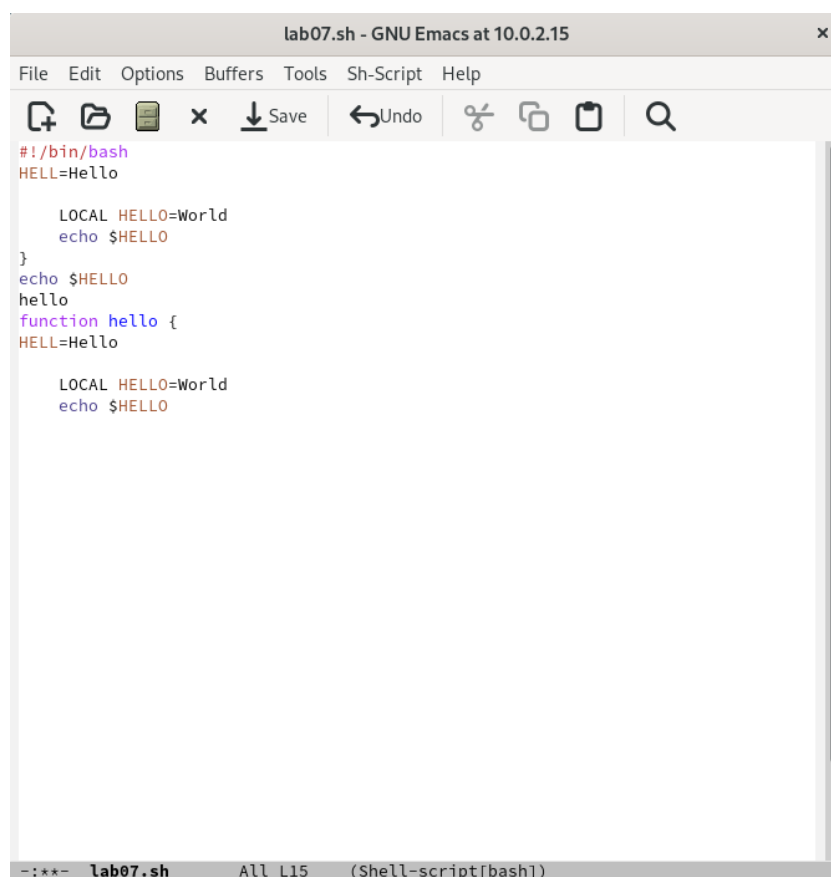 lab07.sh - GNU Emacs at 10.0.2.15
File Edit Options Buffers Tools Sh-Script Help
Save Undo
#!/bin/bash
HELL=Hello
LOCAL HELLO=World
echo $HELLO
}
echo $HELLO
hello
function hello {
HELL=Hello
LOCAL HELLO=World
echo $HELLO
-:**- lab07.sh All L15 (Shell-script[bash])